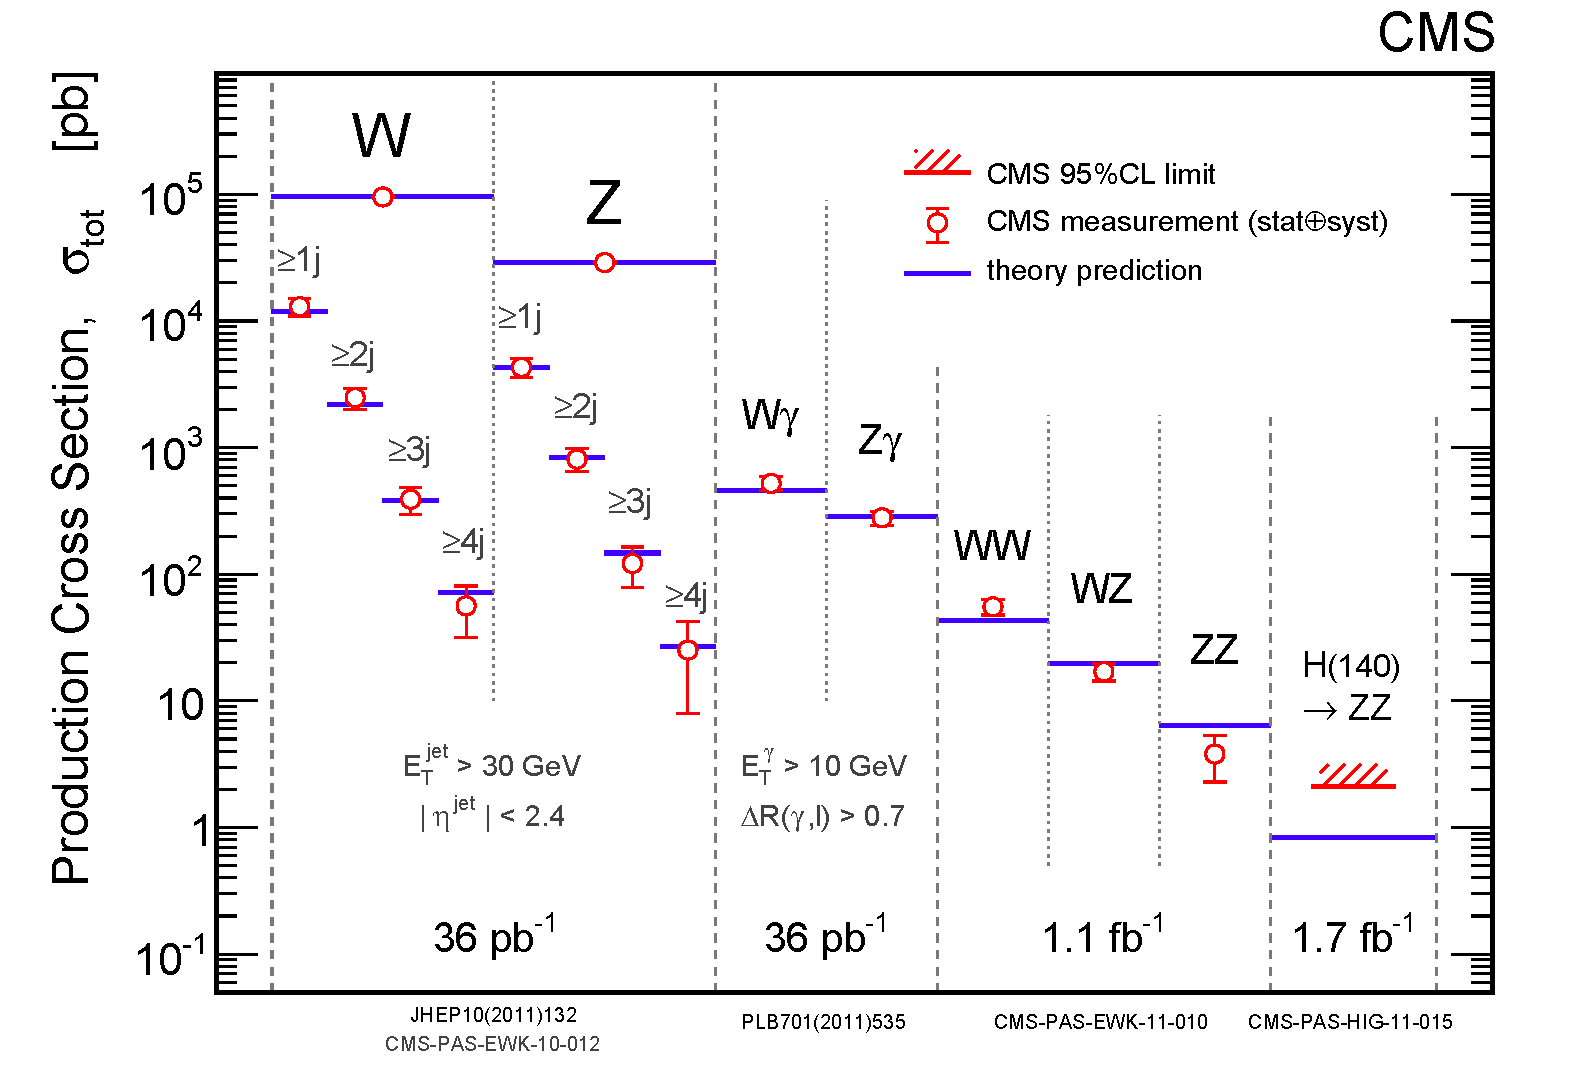 CMS
Production Cross Section, σ_tot [pb]
10^5
10^4
10^3
10^2
10
1
10^-1
W
Z
≥1j
≥2j
≥3j
≥4j
≥1j
≥2j
≥3j
≥4j
Wγ
Zγ
WW
WZ
ZZ
H(140)
→ ZZ
CMS 95%CL limit
CMS measurement (stat⊕syst)
theory prediction
E_T^jet > 30 GeV
| η^jet | < 2.4
E_T^γ > 10 GeV
ΔR(γ,l) > 0.7
36 pb^-1
36 pb^-1
1.1 fb^-1
1.7 fb^-1
JHEP10(2011)132
CMS-PAS-EWK-10-012
PLB701(2011)535
CMS-PAS-EWK-11-010
CMS-PAS-HIG-11-015